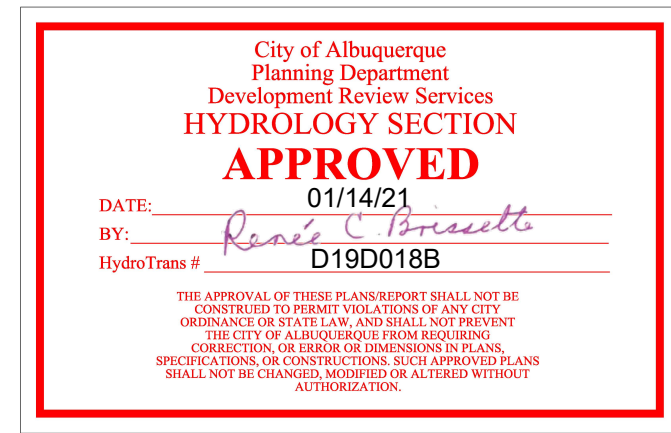 City of Albuquerque
Planning Department
Development Review Services
HYDROLOGY SECTION
APPROVED
DATE: 01/14/21
BY: Renée C. Brissette
HydroTrans # D19D018B
THE APPROVAL OF THESE PLANS/REPORT SHALL NOT BE
CONSTRUED TO PERMIT VIOLATIONS OF ANY CITY
ORDINANCE OR STATE LAW, AND SHALL NOT PREVENT
THE CITY OF ALBUQUERQUE FROM REQUIRING
CORRECTION, OR ERROR OR DIMENSIONS IN PLANS,
SPECIFICATIONS, OR CONSTRUCTIONS. SUCH APPROVED PLANS
SHALL NOT BE CHANGED, MODIFIED OR ALTERED WITHOUT
AUTHORIZATION.